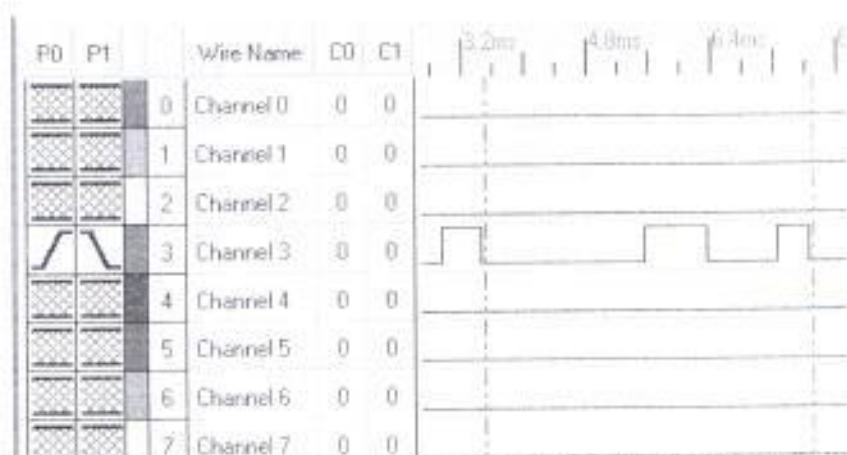 P0 P1 Wire Name C0 C1 3.2ms 4.8ms 6.4ms
0 Channel 0 0 0
1 Channel 1 0 0
2 Channel 2 0 0
3 Channel 3 0 0
4 Channel 4 0 0
5 Channel 5 0 0
6 Channel 6 0 0
7 Channel 7 0 0